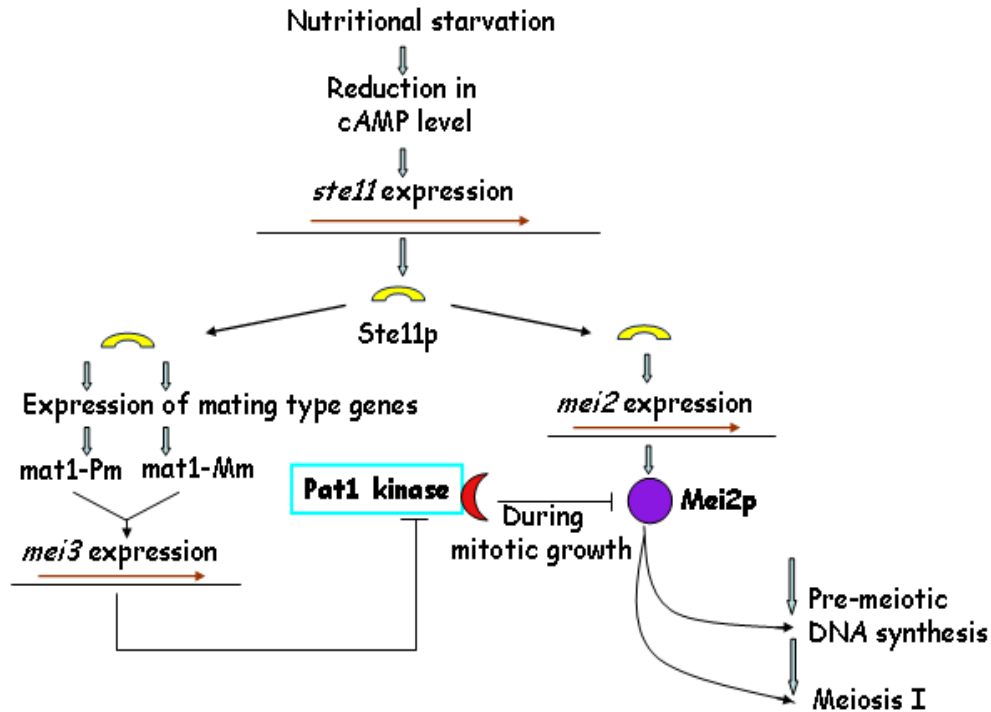 Nutritional starvation
Reduction in
cAMP level
ste11 expression
Ste11p
Expression of mating type genes
mat1-Pm mat1-Mm
mei3 expression
mei2 expression
Pat1 kinase
During
mitotic growth
Mei2p
Pre-meiotic
DNA synthesis
Meiosis I